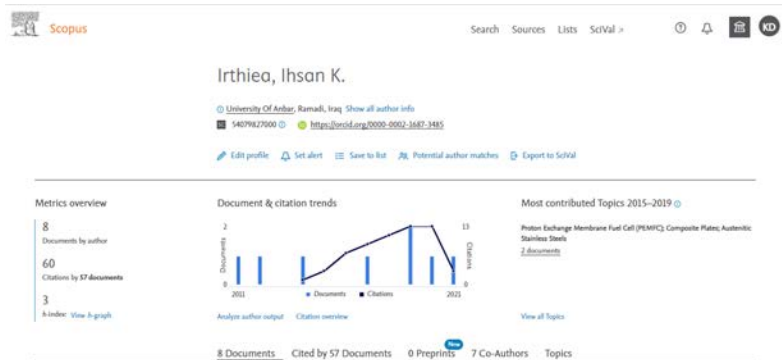 Scopus
Search Sources Lists SciVal >
KD
Irthiea, Ihsan K.
University Of Anbar, Ramadi, Iraq Show all author info
SC 54079827000 https://orcid.org/0000-0002-1687-3485
Edit profile Set alert Save to list Potential author matches Export to SciVal
Metrics overview
8
Documents by author
60
Citations by 57 documents
3
h-index: View h-graph
Document & citation trends
2
13
Documents
Citations
0
0
2011
2021
Documents Citations
Analyze author output Citation overview
Most contributed Topics 2015–2019
Proton Exchange Membrane Fuel Cell (PEMFC); Composite Plates; Austenitic
Stainless Steels
2 documents
View all Topics
New
8 Documents Cited by 57 Documents 0 Preprints 7 Co-Authors Topics